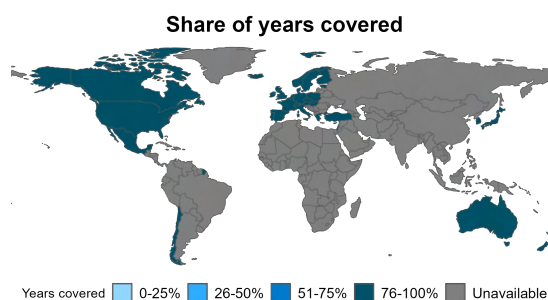 Share of years covered
Years covered 0-25% 26-50% 51-75% 76-100% Unavailable